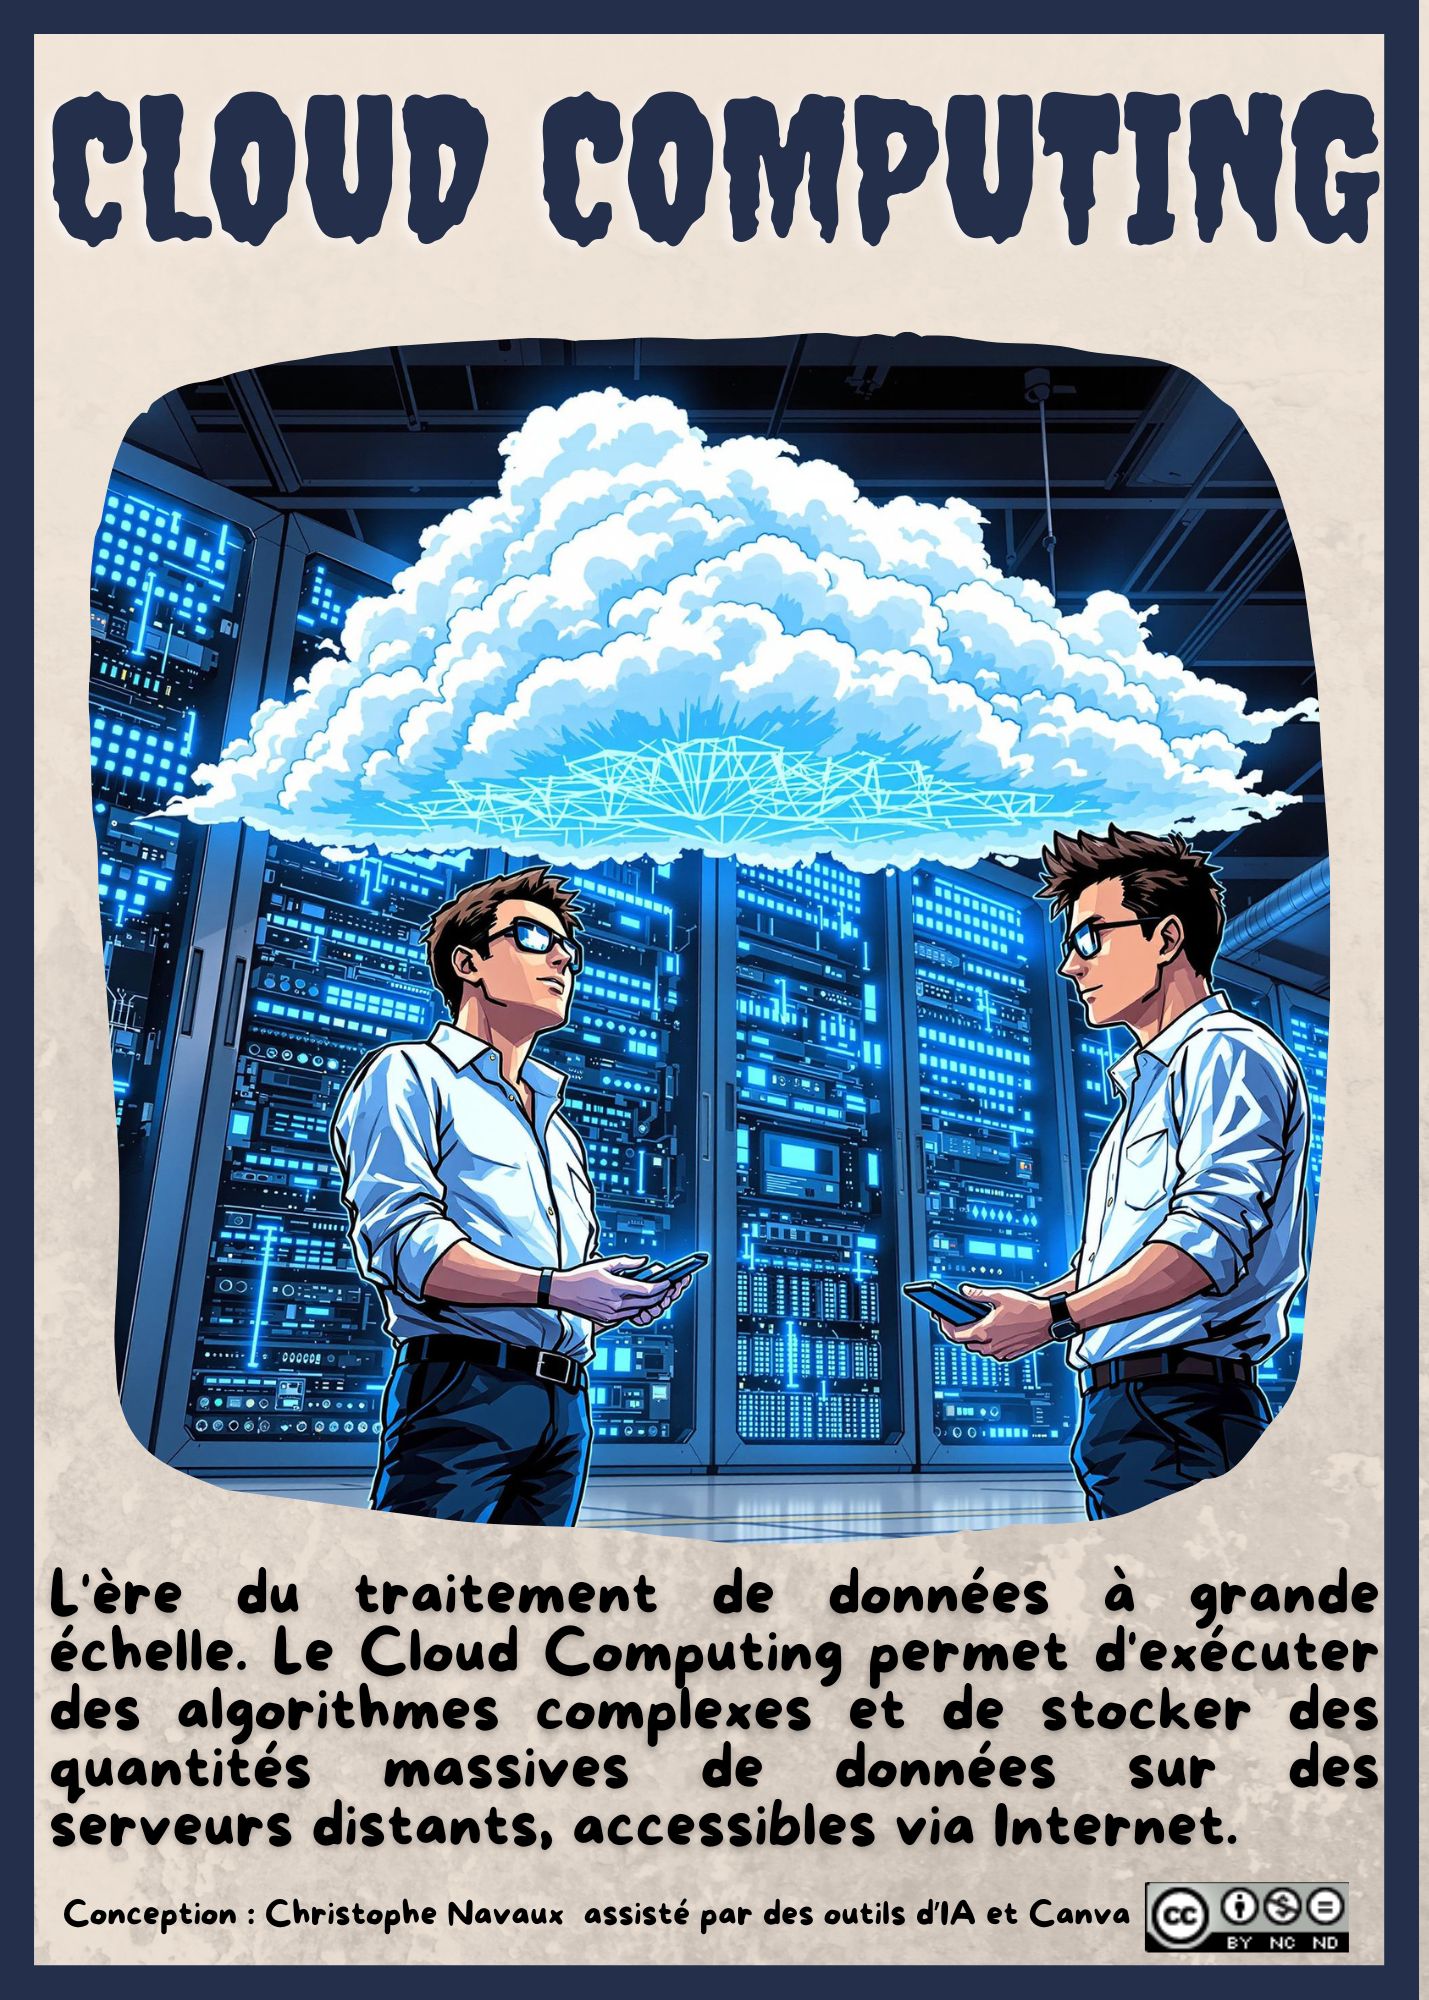 CLOUD COMPUTING
L'ère du traitement de données à grande
échelle. Le Cloud Computing permet d'exécuter
des algorithmes complexes et de stocker des
quantités massives de données sur des
serveurs distants, accessibles via Internet.
Conception : Christophe Navaux assisté par des outils d'IA et Canva
cc
BY NC ND